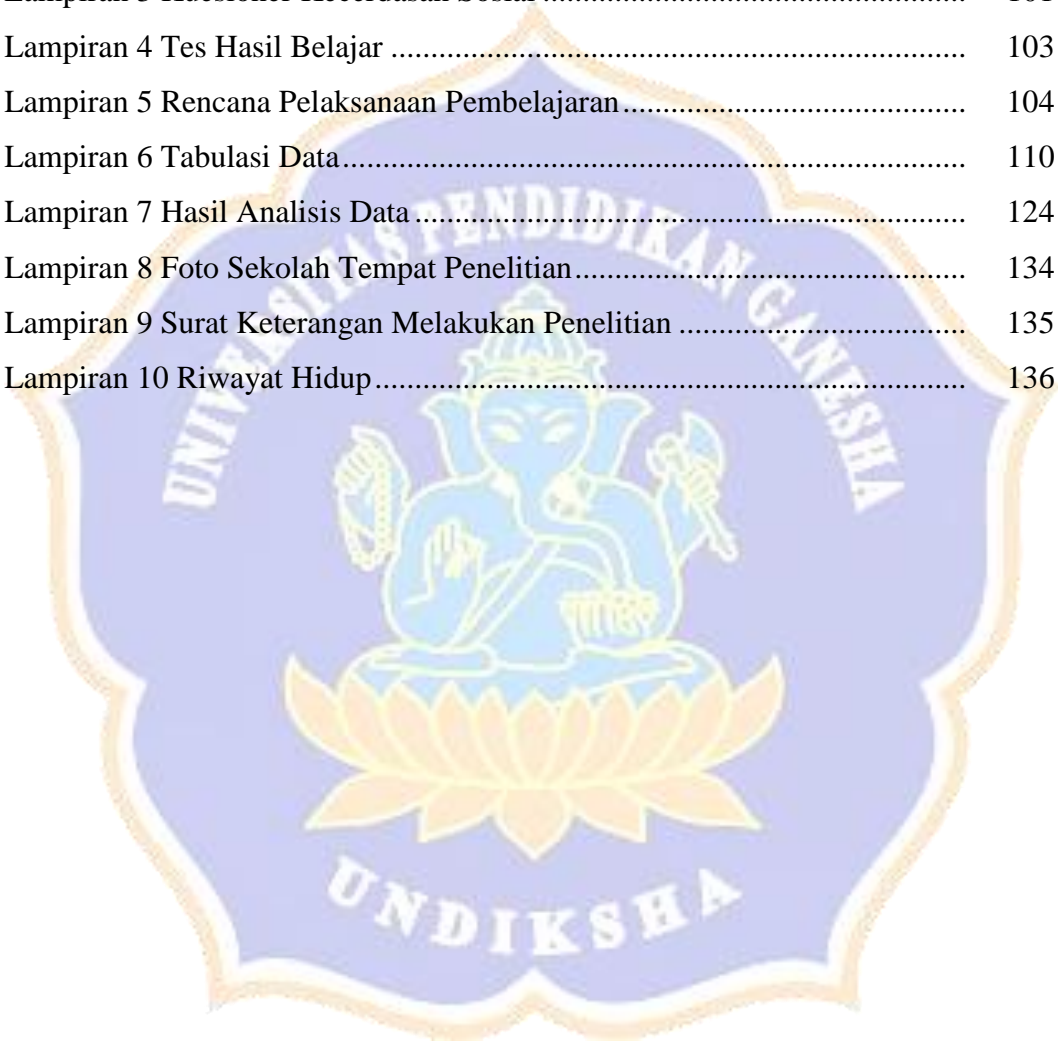 Lampiran 4 Tes Hasil Belajar ............................................................................ 103
Lampiran 5 Rencana Pelaksanaan Pembelajaran .............................................. 104
Lampiran 6 Tabulasi Data .................................................................................. 110
Lampiran 7 Hasil Analisis Data ......................................................................... 124
Lampiran 8 Foto Sekolah Tempat Penelitian ..................................................... 134
Lampiran 9 Surat Keterangan Melakukan Penelitian ........................................ 135
Lampiran 10 Riwayat Hidup .............................................................................. 136
UNIVERSITAS PENDIDIKAN GANESHA
UNDIKSHA